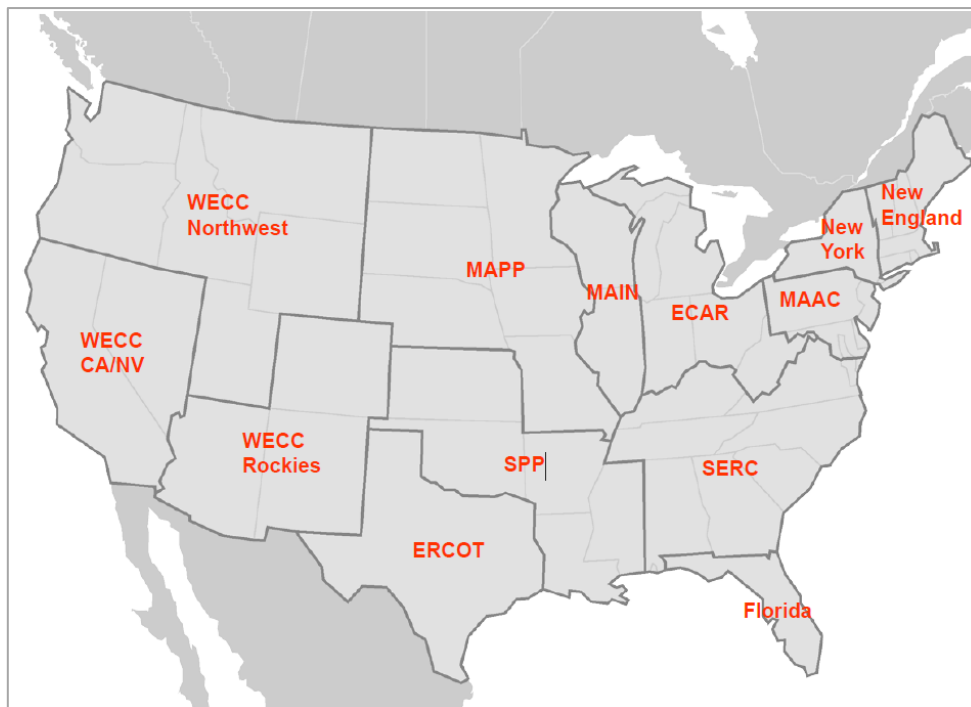 New
England
WECC
Northwest
New
York
MAPP
MAIN
MAAC
ECAR
WECC
CA/NV
WECC
Rockies
SPP
SERC
ERCOT
Florida